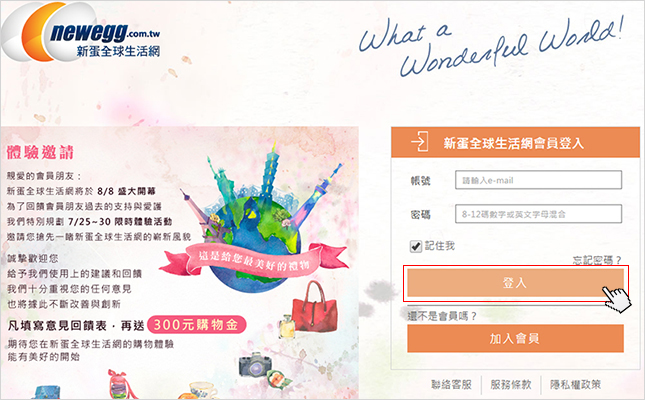 newegg.com.tw
新蛋全球生活網
What a
Wonderful World!
體驗邀請
親愛的會員朋友：
新蛋全球生活網將於 8/8 盛大開幕
為了回饋會員朋友過去的支持與愛護
我們特別規劃 7/25~30 限時體驗活動
邀請您搶先一睹新蛋全球生活網的嶄新風貌
誠摯歡迎您
給予我們使用上的建議和回饋
我們十分重視您的任何意見
也將據此不斷改善與創新
凡填寫意見回饋表，再送 300元購物金
期待您在新蛋全球生活網的購物體驗
能有美好的開始
這是給您最美好的禮物
新蛋全球生活網會員登入
帳號 請輸入e-mail
密碼 8-12碼數字或英文字母混合
記住我
忘記密碼？
登入
還不是會員嗎？
加入會員
聯絡客服 | 服務條款 | 隱私權政策